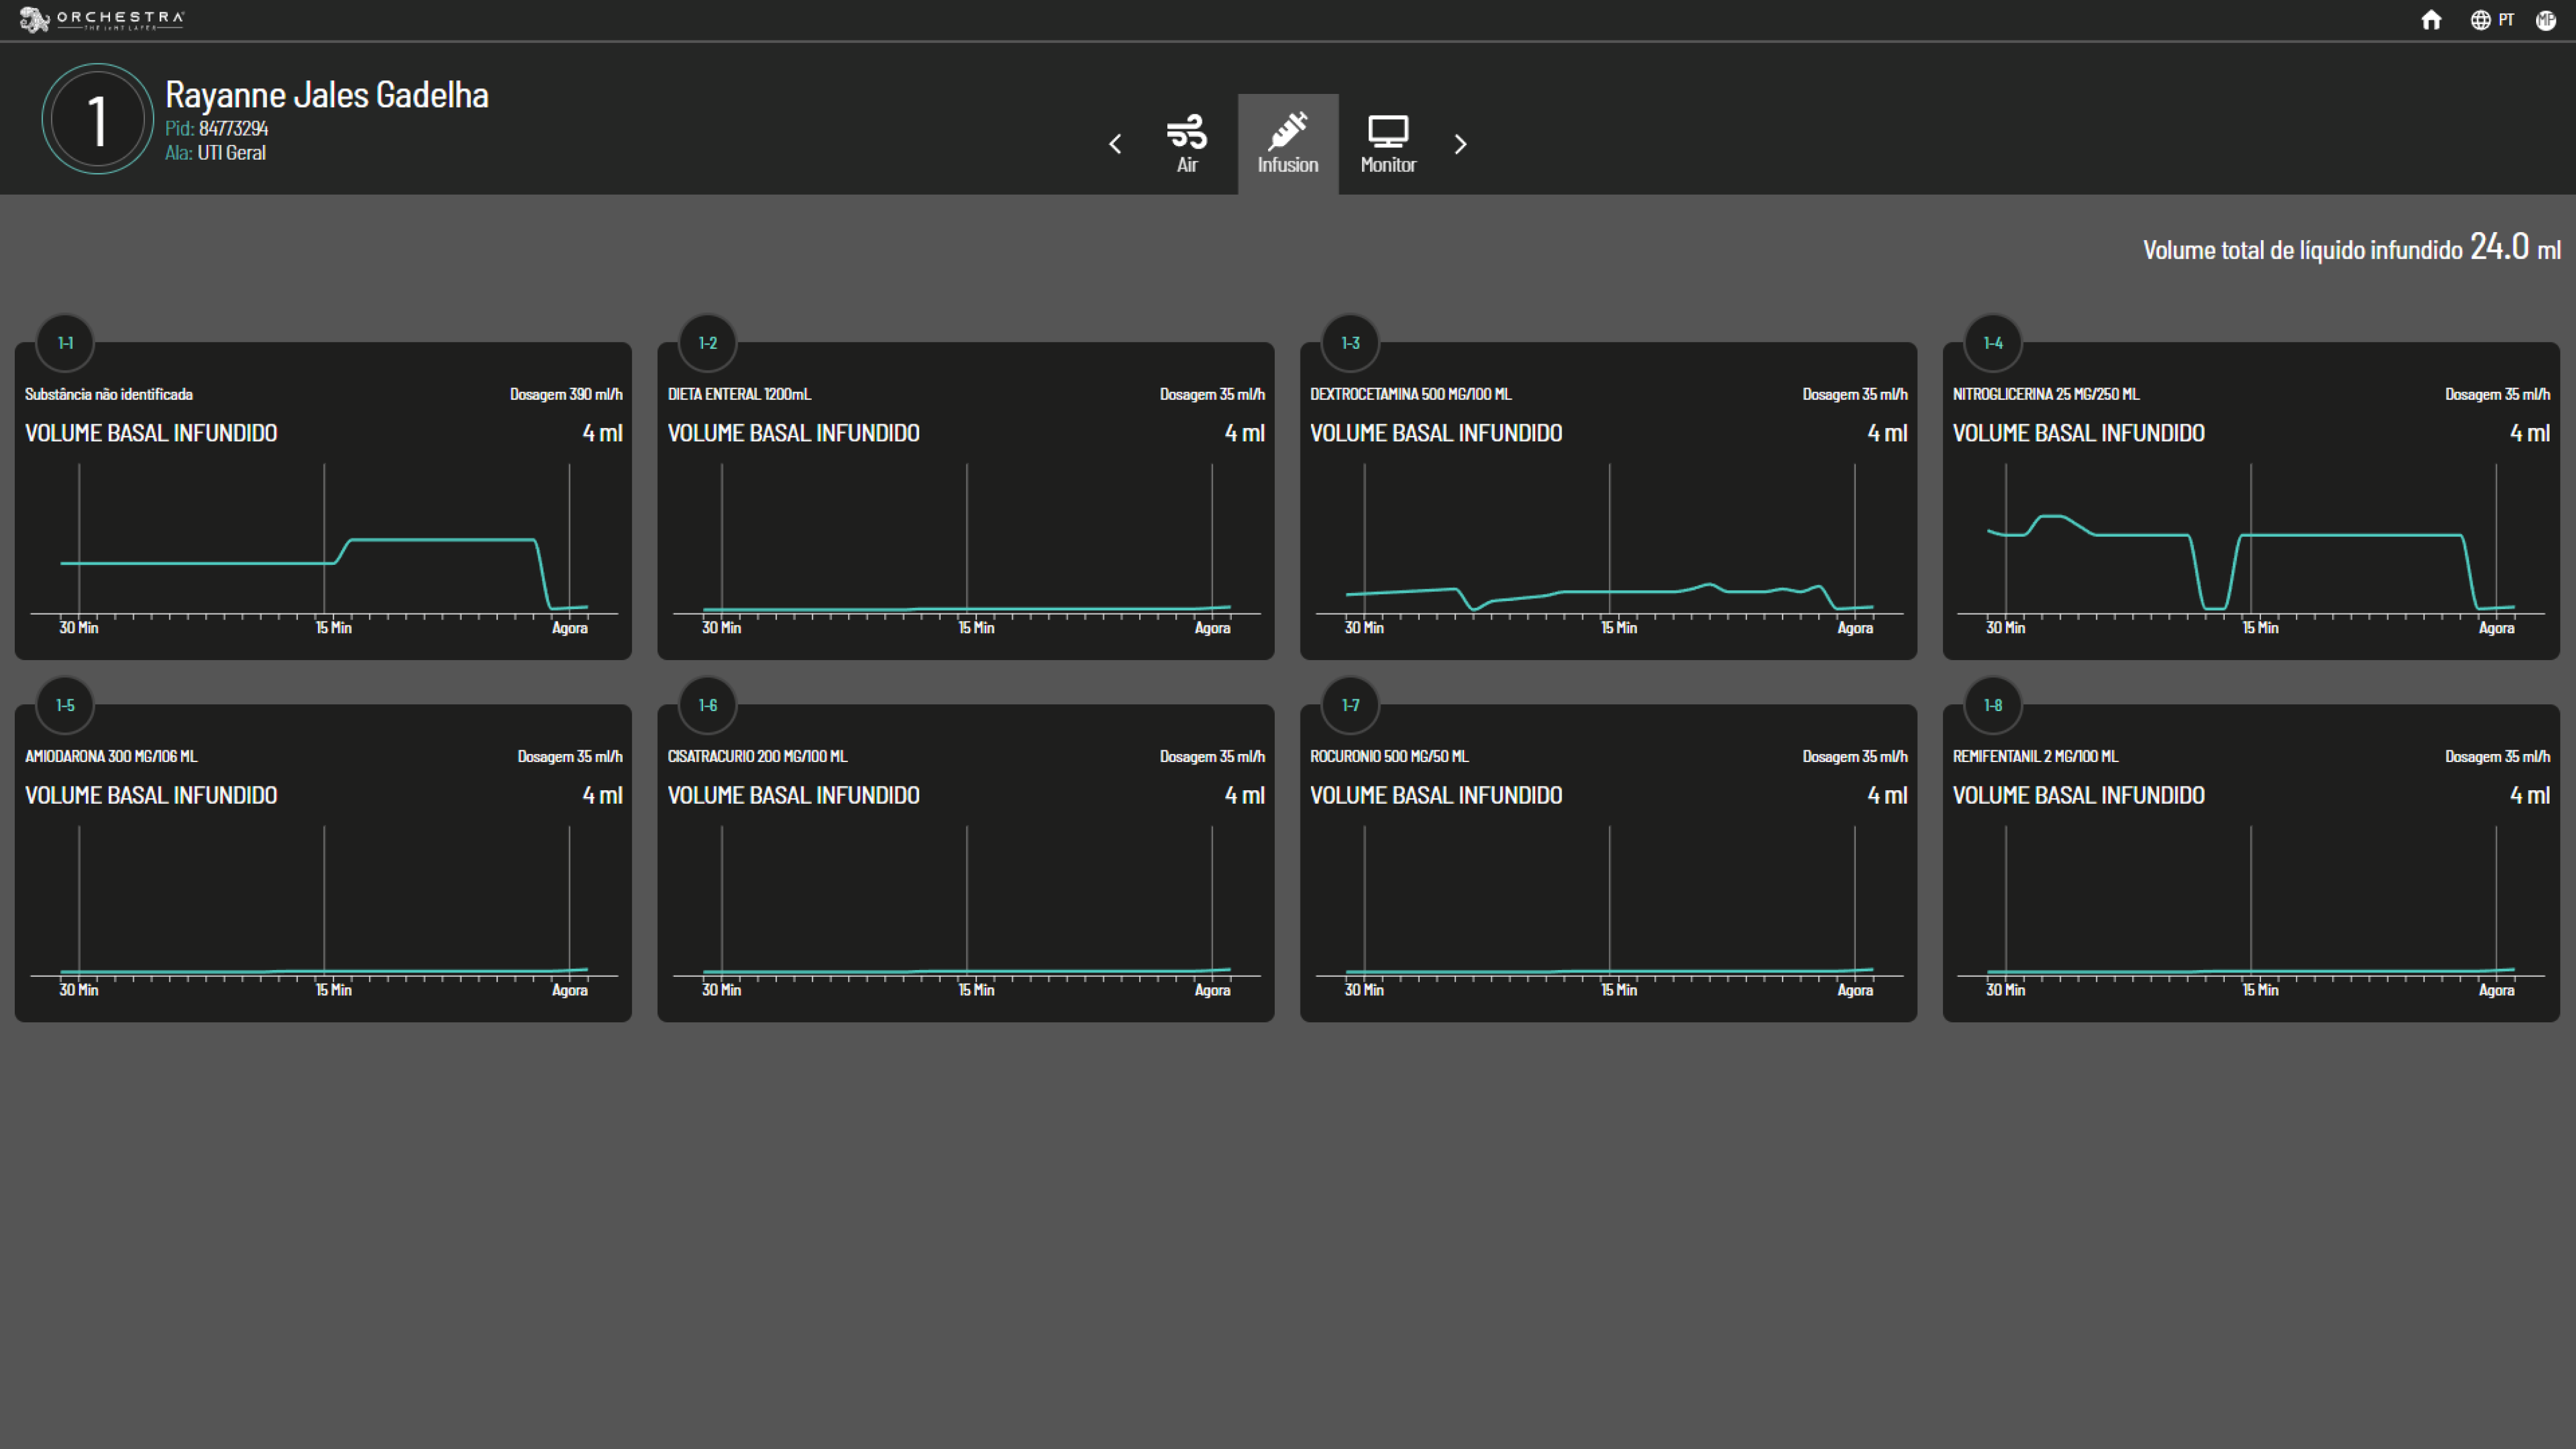 ORCHESTRA
THE IoMT LAYER
PT
MP
1
Rayanne Jales Gadelha
Pid: 84773294
Ala: UTI Geral
Air
Infusion
Monitor
Volume total de líquido infundido 24.0 ml
1-1
Substância não identificada
Dosagem 390 ml/h
VOLUME BASAL INFUNDIDO
4 ml
30 Min
15 Min
Agora
1-2
DIETA ENTERAL 1200mL
Dosagem 35 ml/h
VOLUME BASAL INFUNDIDO
4 ml
30 Min
15 Min
Agora
1-3
DEXTROCETAMINA 500 MG/100 ML
Dosagem 35 ml/h
VOLUME BASAL INFUNDIDO
4 ml
30 Min
15 Min
Agora
1-4
NITROGLICERINA 25 MG/250 ML
Dosagem 35 ml/h
VOLUME BASAL INFUNDIDO
4 ml
30 Min
15 Min
Agora
1-5
AMIODARONA 300 MG/106 ML
Dosagem 35 ml/h
VOLUME BASAL INFUNDIDO
4 ml
30 Min
15 Min
Agora
1-6
CISATRACURIO 200 MG/100 ML
Dosagem 35 ml/h
VOLUME BASAL INFUNDIDO
4 ml
30 Min
15 Min
Agora
1-7
ROCURONIO 500 MG/50 ML
Dosagem 35 ml/h
VOLUME BASAL INFUNDIDO
4 ml
30 Min
15 Min
Agora
1-8
REMIFENTANIL 2 MG/100 ML
Dosagem 35 ml/h
VOLUME BASAL INFUNDIDO
4 ml
30 Min
15 Min
Agora